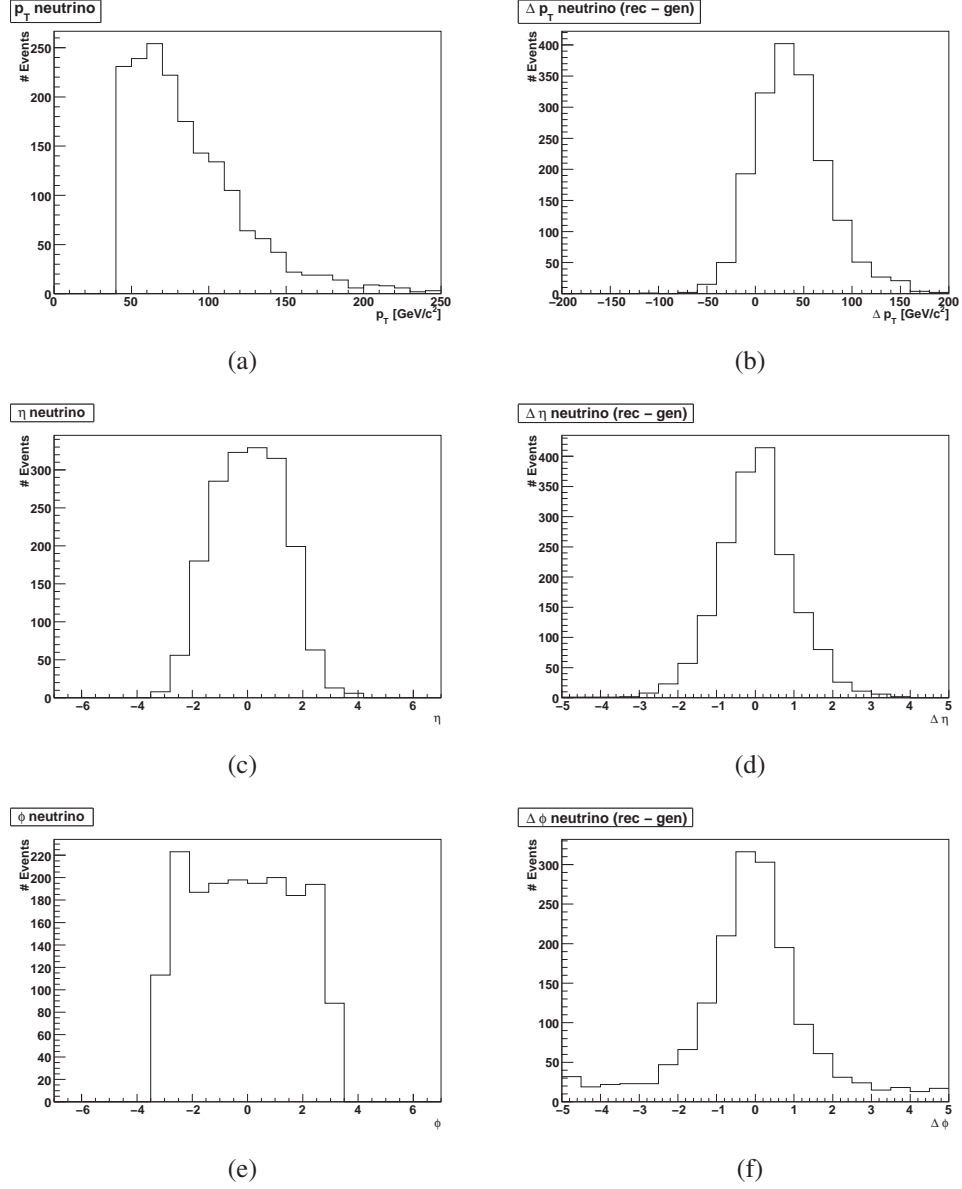 p_T neutrino
# Events
250
200
150
100
50
0
0 50 100 150 200 250
p_T [GeV/c²]
(a)
Δ p_T neutrino (rec − gen)
# Events
400
350
300
250
200
150
100
50
0
−200 −150 −100 −50 0 50 100 150 200
Δ p_T [GeV/c²]
(b)
η neutrino
# Events
300
250
200
150
100
50
0
−6 −4 −2 0 2 4 6
η
(c)
Δ η neutrino (rec − gen)
# Events
400
350
300
250
200
150
100
50
0
−5 −4 −3 −2 −1 0 1 2 3 4 5
Δ η
(d)
ϕ neutrino
# Events
220
200
180
160
140
120
100
80
60
40
20
0
−6 −4 −2 0 2 4 6
ϕ
(e)
Δ ϕ neutrino (rec − gen)
# Events
300
250
200
150
100
50
0
−5 −4 −3 −2 −1 0 1 2 3 4 5
Δ ϕ
(f)